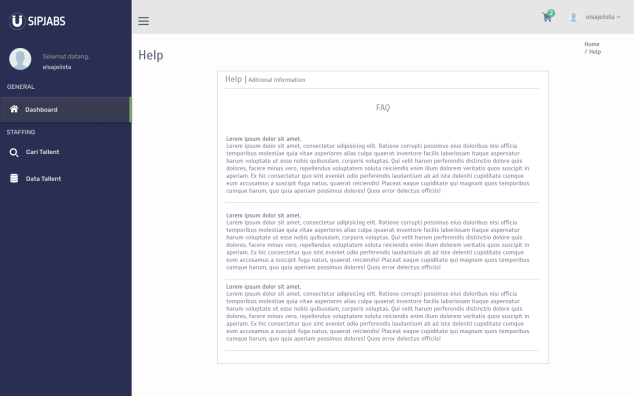 SIPJABS
2
elsajelista
Selamat datang,
elsajelista
GENERAL
Dashboard
STAFFING
Cari Tallent
Data Tallent
Home
/ Help
Help
Help | Aditional Information
FAQ
Lorem ipsum dolor sit amet.
Lorem ipsum dolor sit amet, consectetur adipisicing elit. Ratione corrupti possimus eius doloribus nisi officia
temporibus molestiae quia vitae asperiores alias culpa quaerat inventore facilis laboriosam itaque aspernatur
harum voluptate ut esse nobis quibusdam, corporis voluptas. Qui velit harum perferendis distinctio quasi
dolores, facere minus vero, repellendus voluptatem soluta reiciendis enim illum dolorem veritatis quos suscipit in
aperiam. Ex hic consectetur quo sint eveniet odio perferendis laudantium ab ad iste deleniti cupiditate cumque
eum accusamus a suscipit fuga natus, quaerat reiciendis! Placeat eaque cupiditate qui magnam quos temporibus
cumque harum, quo quia aperiam possimus dolores! Quos error delectus officiis!
Lorem ipsum dolor sit amet.
Lorem ipsum dolor sit amet, consectetur adipisicing elit. Ratione corrupti possimus eius doloribus nisi officia
temporibus molestiae quia vitae asperiores alias culpa quaerat inventore facilis laboriosam itaque aspernatur
harum voluptate ut esse nobis quibusdam, corporis voluptas. Qui velit harum perferendis distinctio quasi
dolores, facere minus vero, repellendus voluptatem soluta reiciendis enim illum dolorem veritatis quos suscipit in
aperiam. Ex hic consectetur quo sint eveniet odio perferendis laudantium ab ad iste deleniti cupiditate cumque
eum accusamus a suscipit fuga natus, quaerat reiciendis! Placeat eaque cupiditate qui magnam quos temporibus
cumque harum, quo quia aperiam possimus dolores! Quos error delectus officiis!
Lorem ipsum dolor sit amet.
Lorem ipsum dolor sit amet, consectetur adipisicing elit. Ratione corrupti possimus eius doloribus nisi officia
temporibus molestiae quia vitae asperiores alias culpa quaerat inventore facilis laboriosam itaque aspernatur
harum voluptate ut esse nobis quibusdam, corporis voluptas. Qui velit harum perferendis distinctio quasi
dolores, facere minus vero, repellendus voluptatem soluta reiciendis enim illum dolorem veritatis quos suscipit in
aperiam. Ex hic consectetur quo sint eveniet odio perferendis laudantium ab ad iste deleniti cupiditate cumque
eum accusamus a suscipit fuga natus, quaerat reiciendis! Placeat eaque cupiditate qui magnam quos temporibus
cumque harum, quo quia aperiam possimus dolores! Quos error delectus officiis!